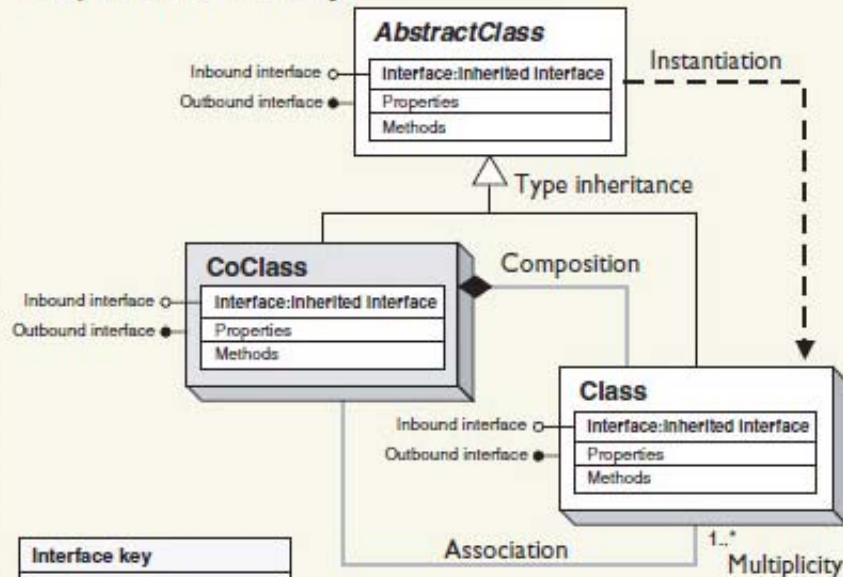 AbstractClass
Inbound interface
Interface:Inherited Interface
Instantiation
Outbound interface
Properties
Methods
Type inheritance
CoClass
Composition
Inbound interface
Interface:Inherited Interface
Outbound interface
Properties
Methods
Class
Inbound interface
Interface:Inherited Interface
Outbound interface
Properties
Methods
Interface key
Association
1..*
Multiplicity